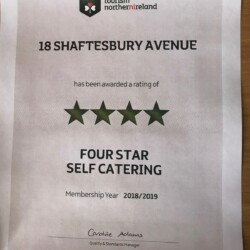 tourism
northernireland
18 SHAFTESBURY AVENUE
has been awarded a rating of
FOUR STAR
SELF CATERING
Membership Year 2018/2019
Quality & Standards Manager